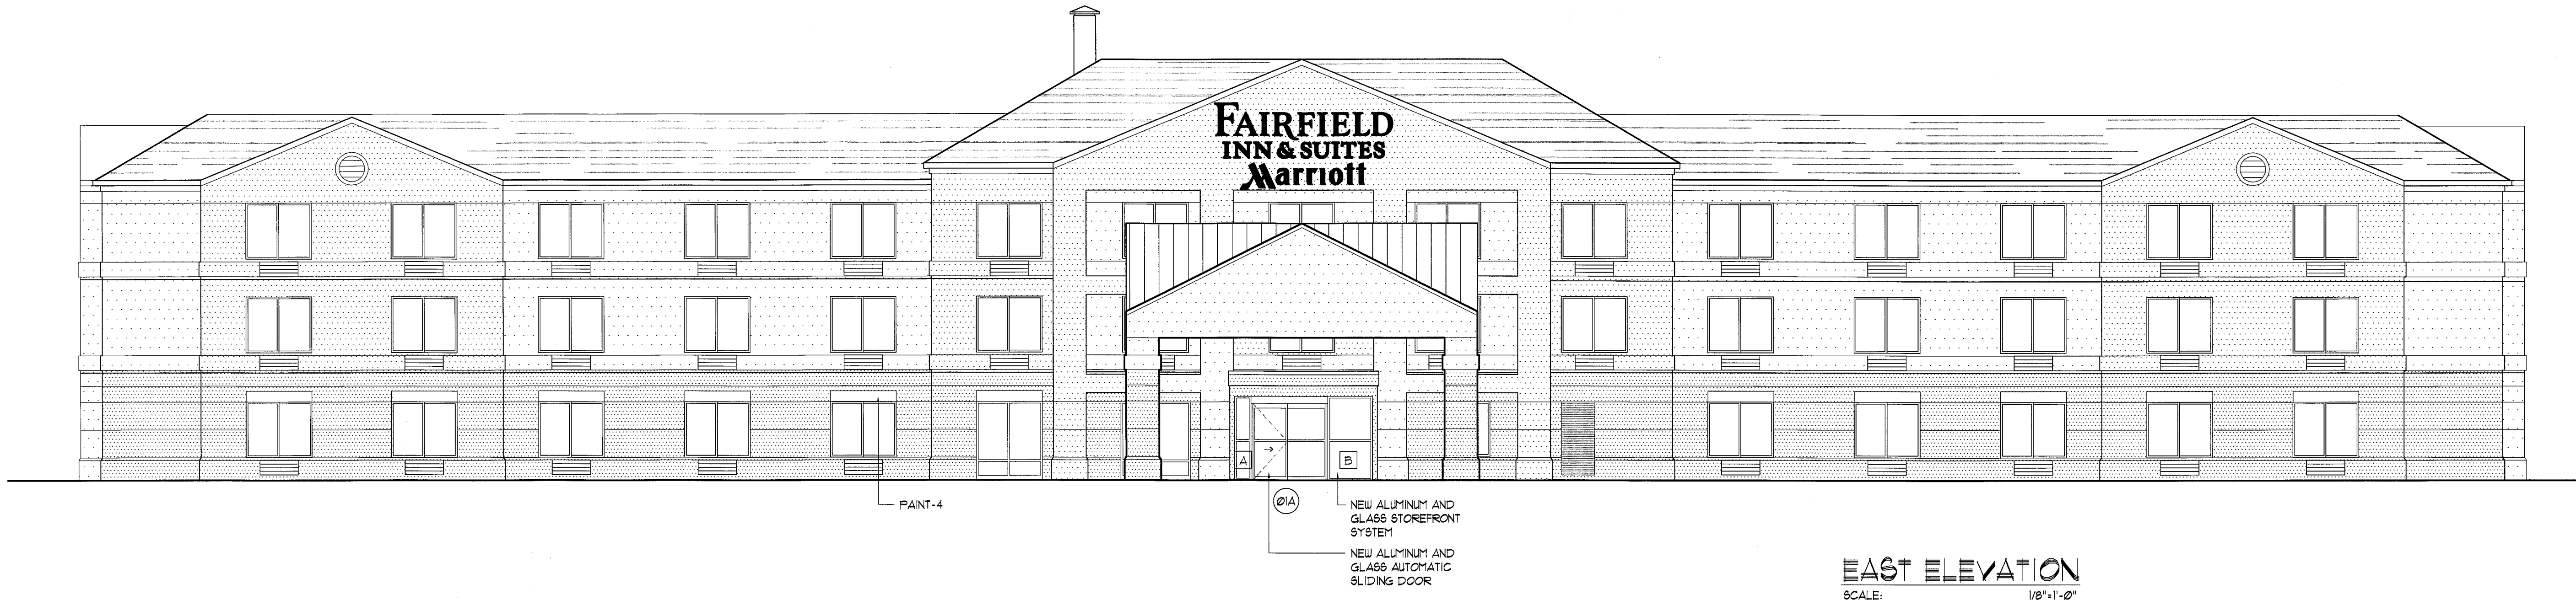 FAIRFIELD
INN & SUITES
Marriott
A
B
01A
PAINT-4
NEW ALUMINUM AND
GLASS STOREFRONT
SYSTEM
NEW ALUMINUM AND
GLASS AUTOMATIC
SLIDING DOOR
EAST ELEVATION
SCALE: 1/8"=1'-0"